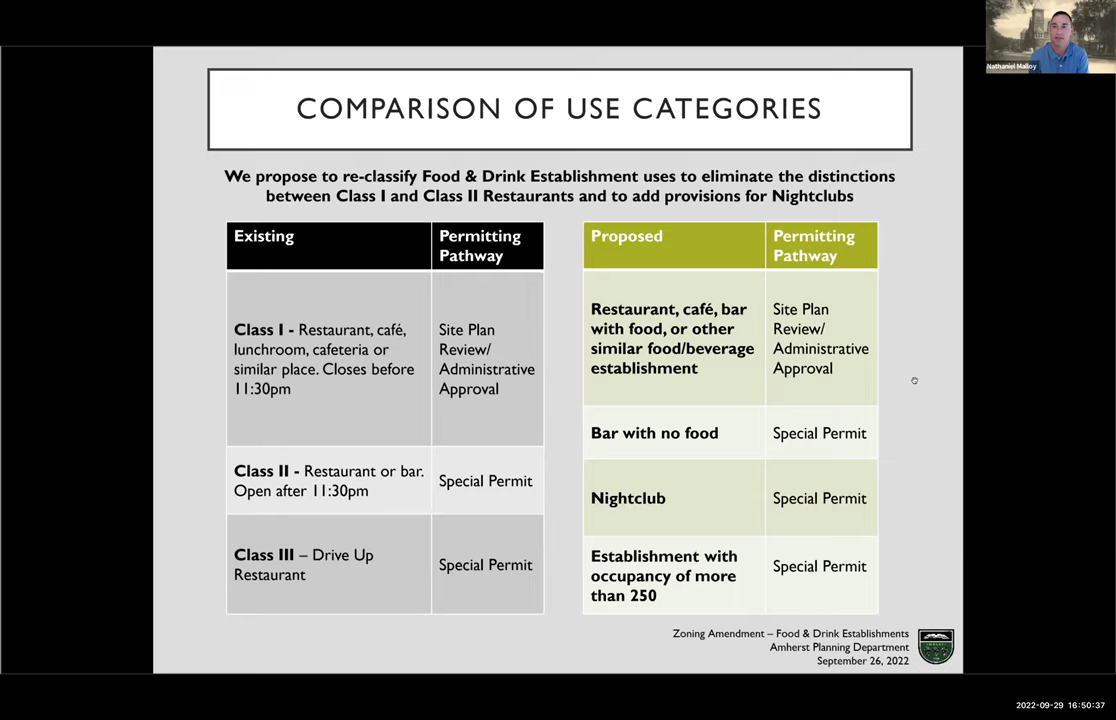 Nathaniel Malloy
COMPARISON OF USE CATEGORIES
We propose to re-classify Food & Drink Establishment uses to eliminate the distinctions
between Class I and Class II Restaurants and to add provisions for Nightclubs
Existing
Permitting
Pathway
Class I - Restaurant, café,
lunchroom, cafeteria or
similar place. Closes before
11:30pm
Site Plan
Review/
Administrative
Approval
Class II - Restaurant or bar.
Open after 11:30pm
Special Permit
Class III – Drive Up
Restaurant
Special Permit
Proposed
Permitting
Pathway
Restaurant, café, bar
with food, or other
similar food/beverage
establishment
Site Plan
Review/
Administrative
Approval
Bar with no food
Special Permit
Nightclub
Special Permit
Establishment with
occupancy of more
than 250
Special Permit
Zoning Amendment – Food & Drink Establishments
Amherst Planning Department
September 26, 2022
2022-09-29 16:50:37